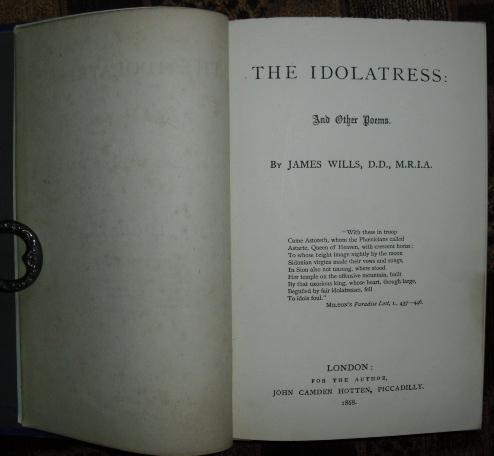 THE IDOLATRESS:
And Other Poems.
BY JAMES WILLS, D.D., M.R.I.A.
"With these in troop
Came Astoreth, whom the Phœnicians called
Astarte, Queen of Heaven, with crescent horns:
To whose bright image nightly by the moon
Sidonian virgins made their vows and songs,
In Sion also not unsung, where stood
Her temple on the offensive mountain, built
By that uxorious king, whose heart, though large,
Beguiled by fair idolatresses, fell
To idols foul."
MILTON'S Paradise Lost, I., 437—446.
LONDON:
FOR THE AUTHOR,
JOHN CAMDEN HOTTEN, PICCADILLY.
1868.